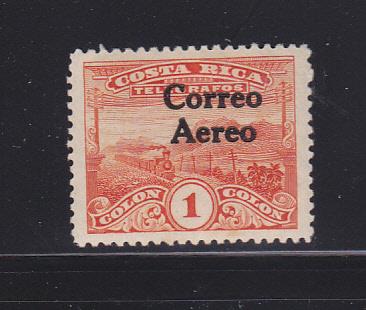 COSTA RICA
TELEGRAFOS
Correo
Aereo
COLON 1 COLON